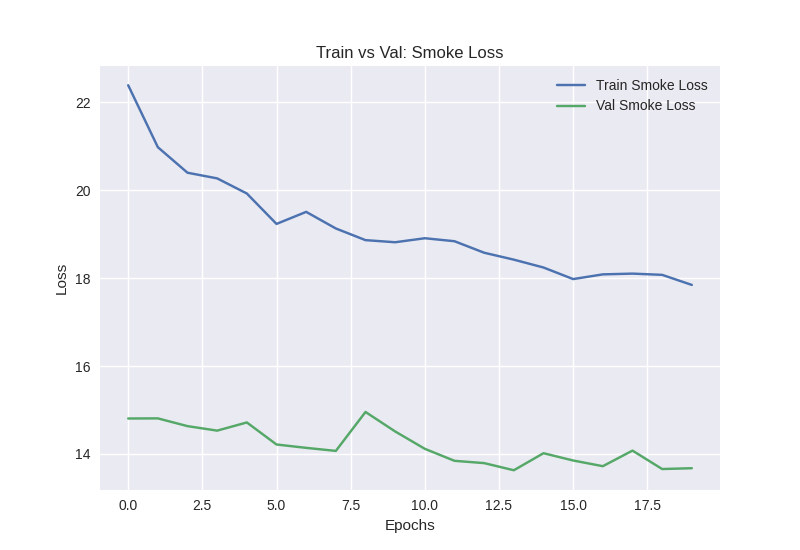 Train vs Val: Smoke Loss
Train Smoke Loss
Val Smoke Loss
Loss
22
20
18
16
14
0.0 2.5 5.0 7.5 10.0 12.5 15.0 17.5
Epochs